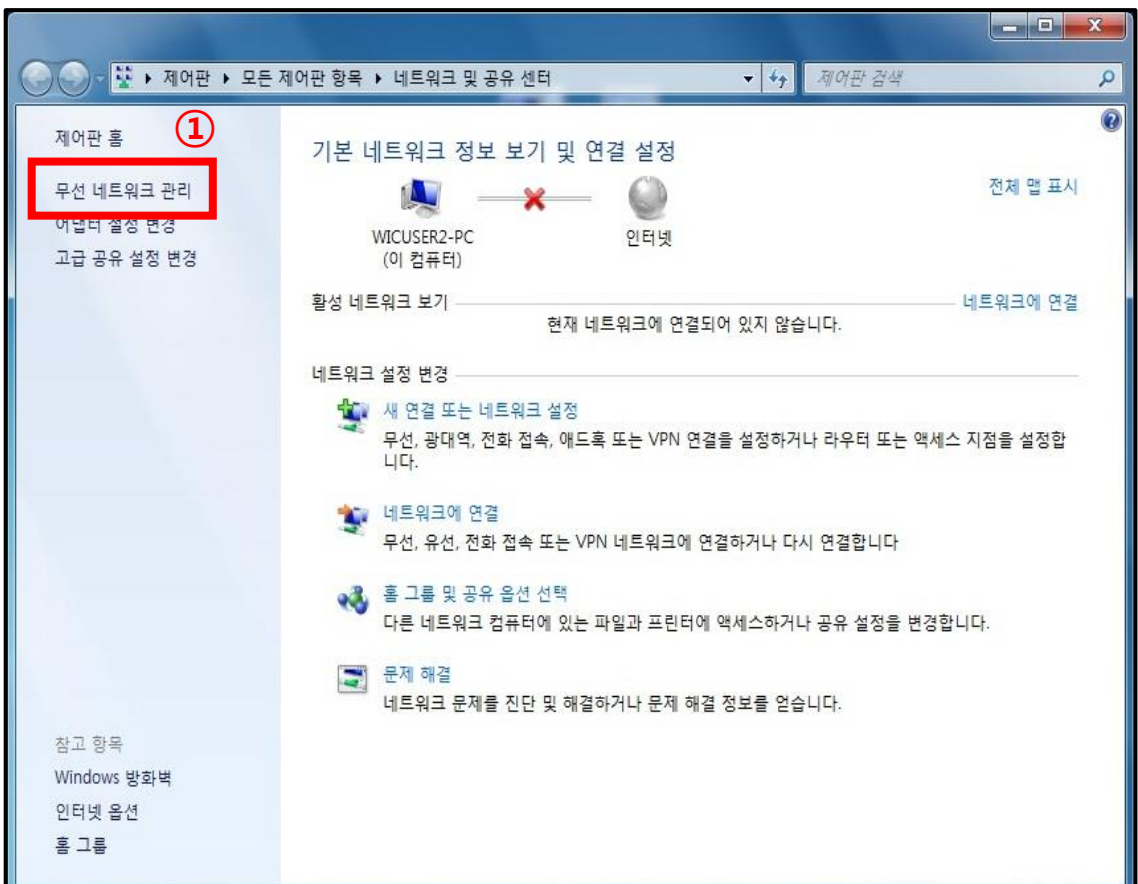 제어판 ▶ 모든 제어판 항목 ▶ 네트워크 및 공유 센터
제어판 검색
제어판 홈
①
무선 네트워크 관리
어댑터 설정 변경
고급 공유 설정 변경
기본 네트워크 정보 보기 및 연결 설정
전체 맵 표시
WICUSER2-PC
(이 컴퓨터)
인터넷
활성 네트워크 보기
네트워크에 연결
현재 네트워크에 연결되어 있지 않습니다.
네트워크 설정 변경
새 연결 또는 네트워크 설정
무선, 광대역, 전화 접속, 애드혹 또는 VPN 연결을 설정하거나 라우터 또는 액세스 지점을 설정합
니다.
네트워크에 연결
무선, 유선, 전화 접속 또는 VPN 네트워크에 연결하거나 다시 연결합니다
홈 그룹 및 공유 옵션 선택
다른 네트워크 컴퓨터에 있는 파일과 프린터에 액세스하거나 공유 설정을 변경합니다.
문제 해결
네트워크 문제를 진단 및 해결하거나 문제 해결 정보를 얻습니다.
참고 항목
Windows 방화벽
인터넷 옵션
홈 그룹